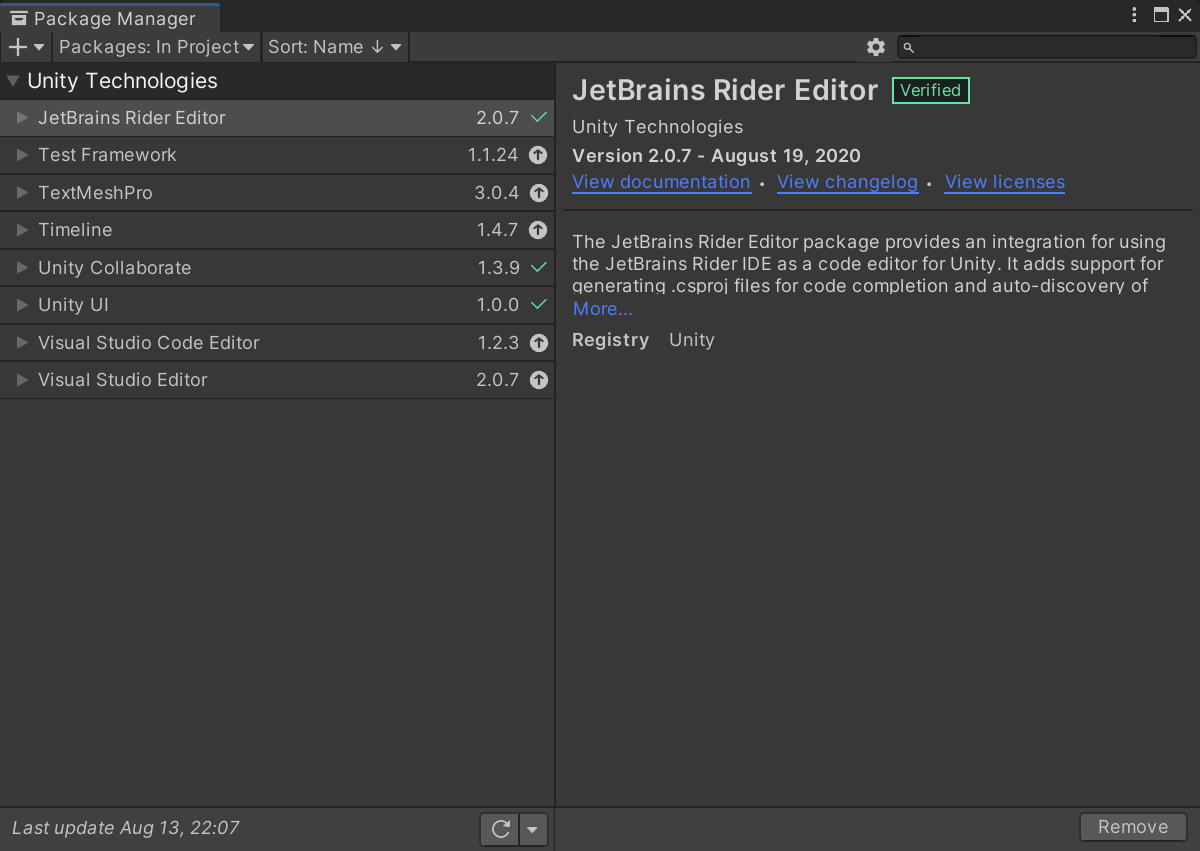 Package Manager
Packages: In Project
Sort: Name ↓
Unity Technologies
JetBrains Rider Editor 2.0.7
Test Framework 1.1.24
TextMeshPro 3.0.4
Timeline 1.4.7
Unity Collaborate 1.3.9
Unity UI 1.0.0
Visual Studio Code Editor 1.2.3
Visual Studio Editor 2.0.7
Last update Aug 13, 22:07
JetBrains Rider Editor Verified
Unity Technologies
Version 2.0.7 - August 19, 2020
View documentation • View changelog • View licenses
The JetBrains Rider Editor package provides an integration for using
the JetBrains Rider IDE as a code editor for Unity. It adds support for
generating .csproj files for code completion and auto-discovery of
More...
Registry Unity
Remove